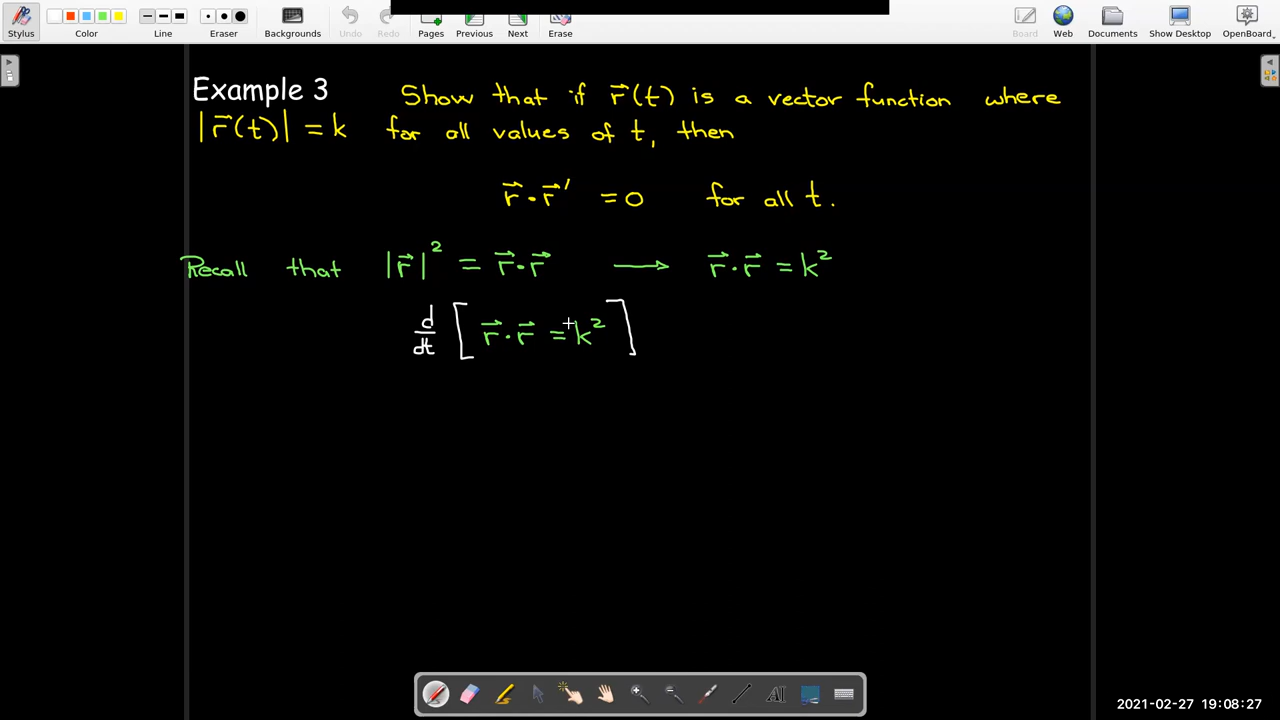 Stylus Color Line Eraser Backgrounds Undo Redo Pages Previous Next Erase Board Web Documents Show Desktop OpenBoard
Example 3 Show that if r⃗(t) is a vector function where
|r⃗(t)| = k for all values of t, then
r⃗·r⃗' = 0 for all t.
Recall that |r⃗|² = r⃗·r⃗ → r⃗·r⃗ = k²
d/dt [ r⃗·r⃗ = k² ]
AI
2021-02-27 19:08:27